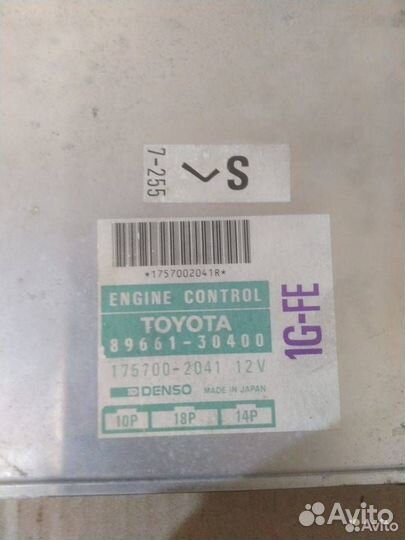 7-255
S
*1757002041R*
ENGINE CONTROL
TOYOTA
89661-30400
175700-2041 12V
DENSO MADE IN JAPAN
10P 18P 14P
1G-FE
Avito
Avito